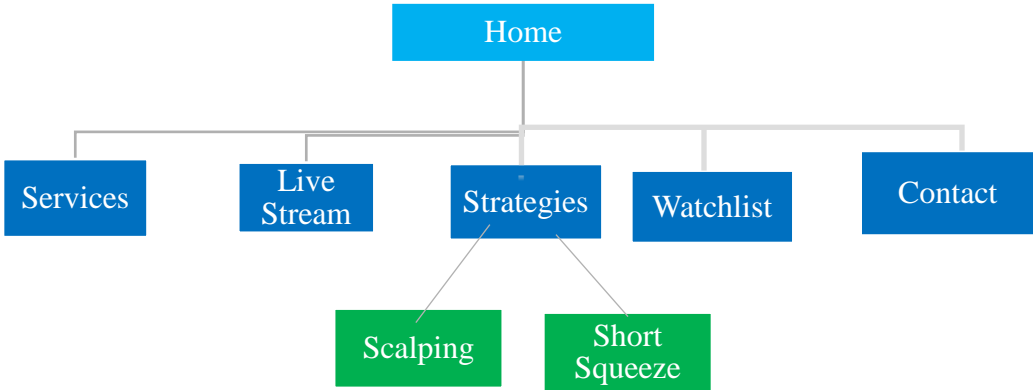 Home
Services
Live
Stream
Strategies
Watchlist
Contact
Scalping
Short
Squeeze